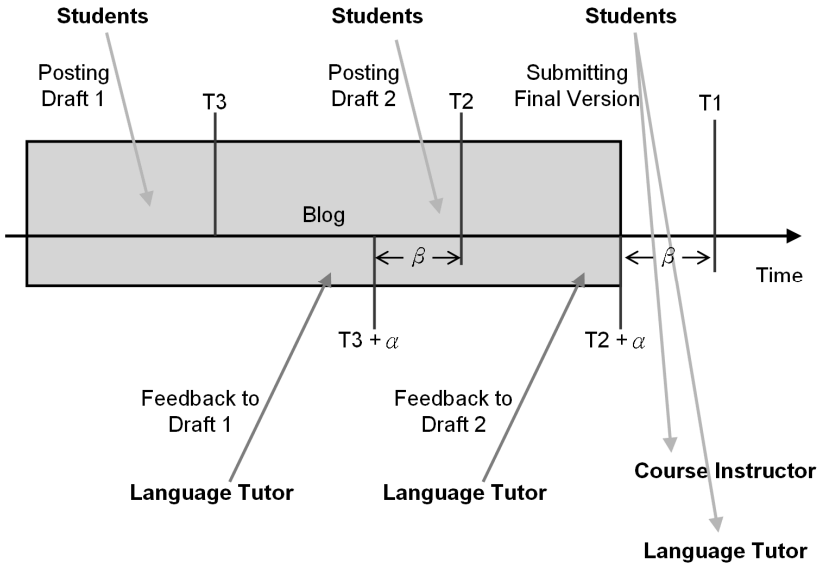 Students
Students
Students
Posting
Draft 1
T3
Posting
Draft 2
T2
Submitting
Final Version
T1
Blog
β
β
Time
T3 + α
T2 + α
Feedback to
Draft 1
Feedback to
Draft 2
Language Tutor
Language Tutor
Course Instructor
Language Tutor